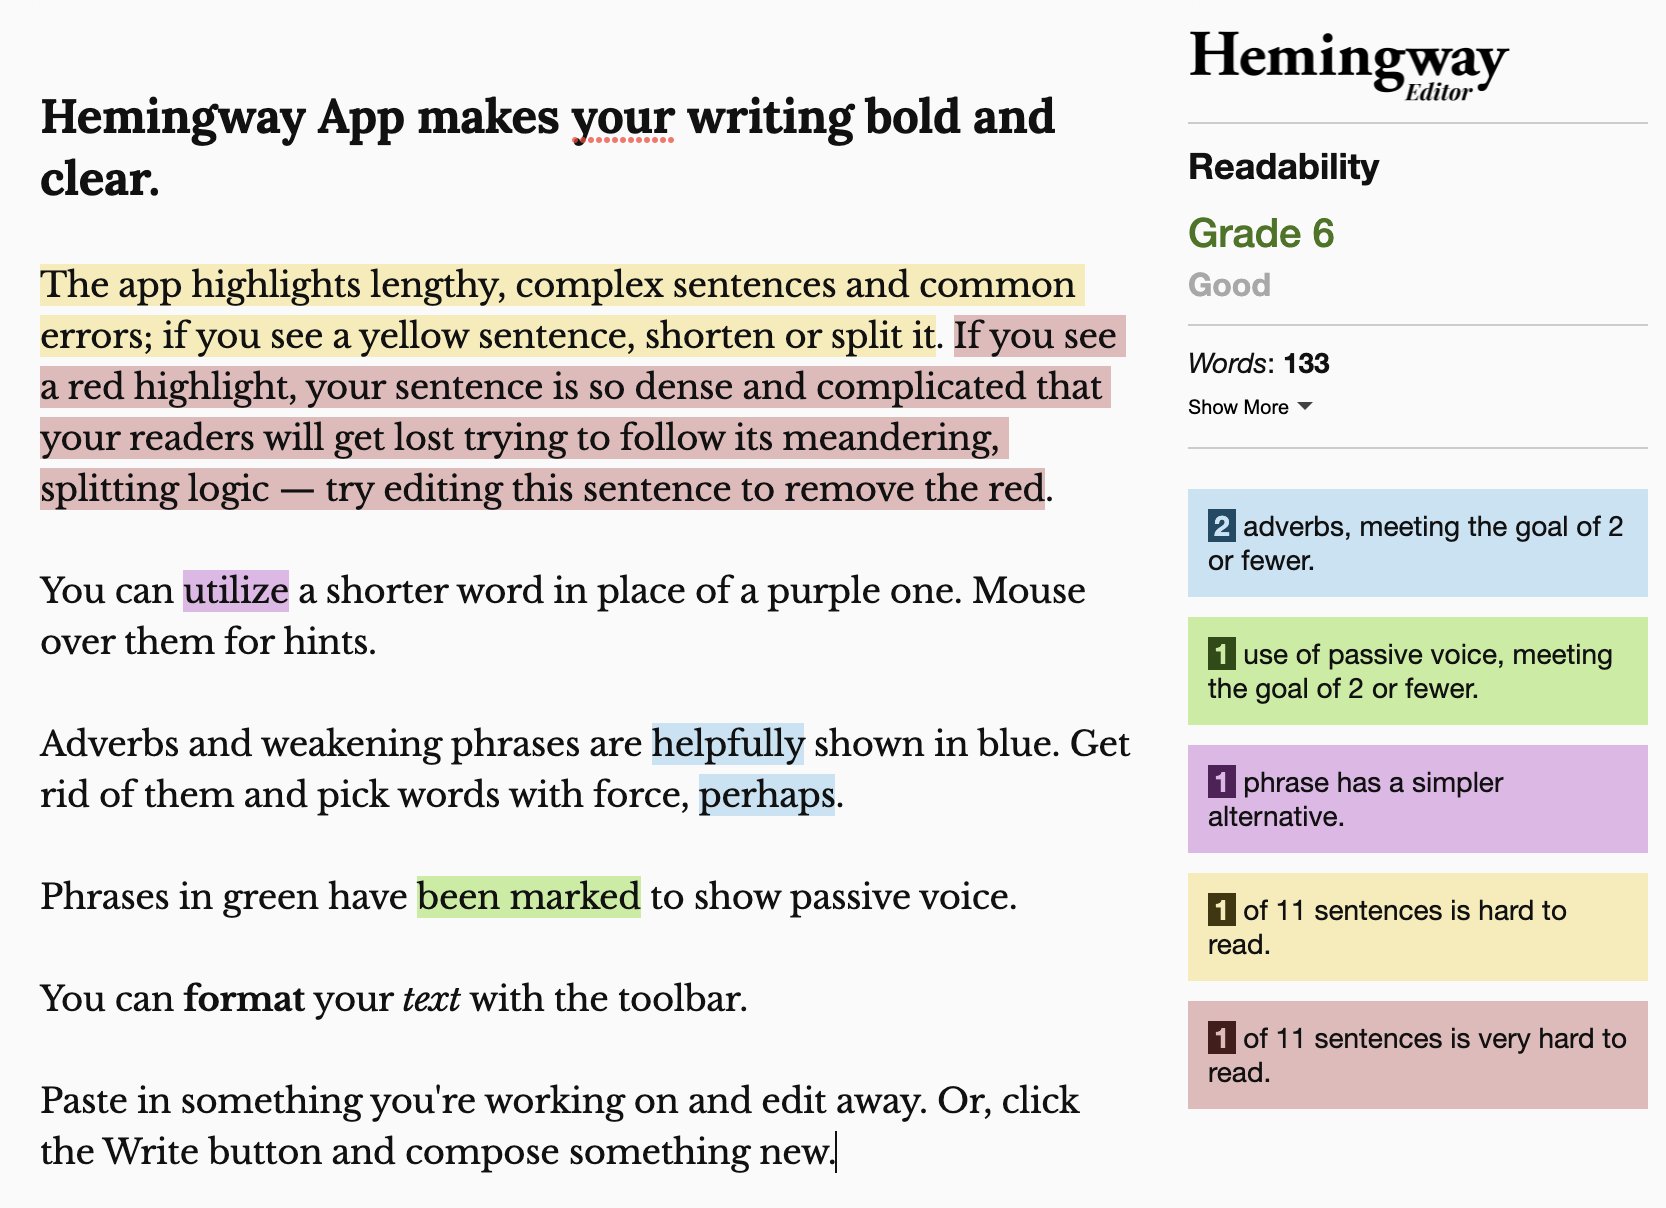 Hemingway App makes your writing bold and
clear.
The app highlights lengthy, complex sentences and common
errors; if you see a yellow sentence, shorten or split it. If you see
a red highlight, your sentence is so dense and complicated that
your readers will get lost trying to follow its meandering,
splitting logic — try editing this sentence to remove the red.
You can utilize a shorter word in place of a purple one. Mouse
over them for hints.
Adverbs and weakening phrases are helpfully shown in blue. Get
rid of them and pick words with force, perhaps.
Phrases in green have been marked to show passive voice.
You can format your text with the toolbar.
Paste in something you're working on and edit away. Or, click
the Write button and compose something new.
Hemingway
Editor
Readability
Grade 6
Good
Words: 133
Show More
2 adverbs, meeting the goal of 2
or fewer.
1 use of passive voice, meeting
the goal of 2 or fewer.
1 phrase has a simpler
alternative.
1 of 11 sentences is hard to
read.
1 of 11 sentences is very hard to
read.